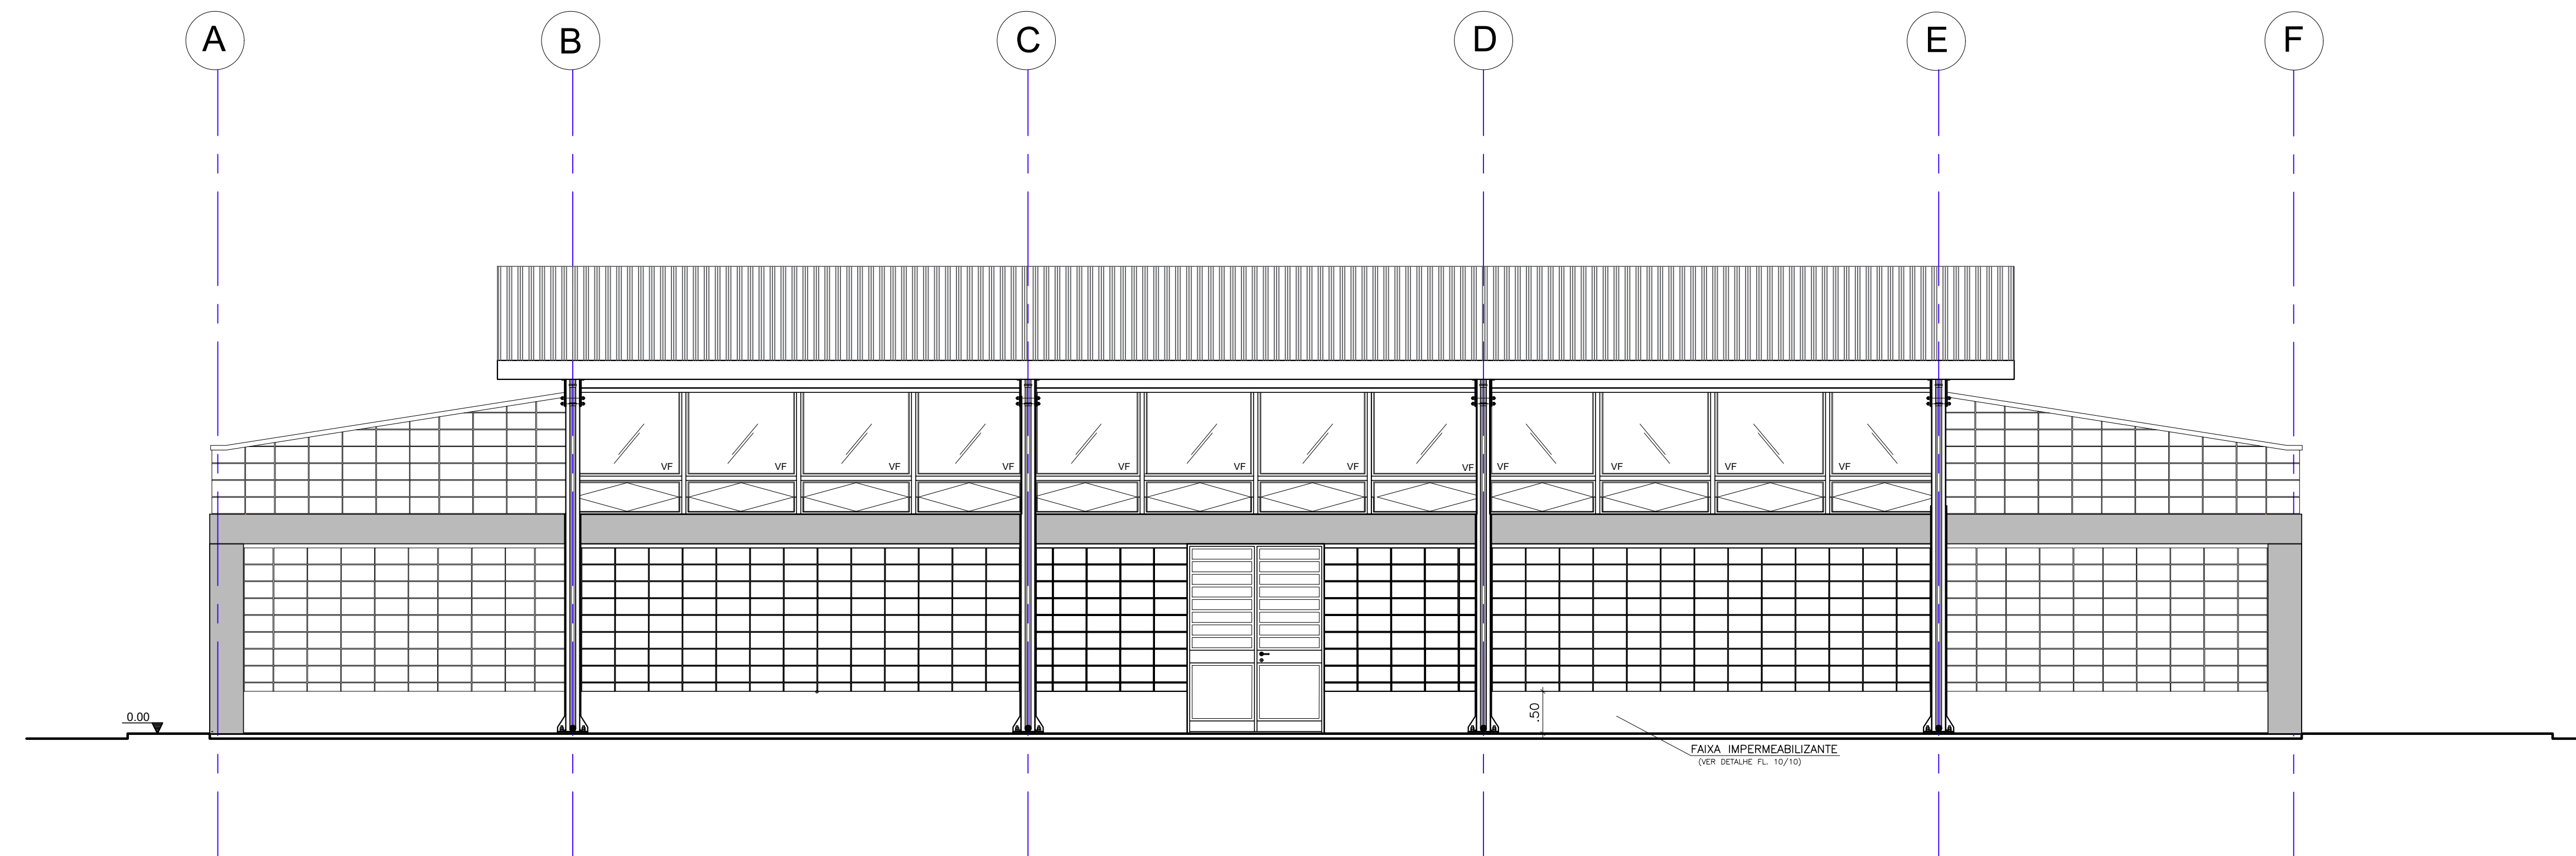 A B C D E F
VF VF VF VF VF VF VF VF VF VF VF VF
0.00
.50
FAIXA IMPERMEABILIZANTE
(VER DETALHE FL. 10/10)